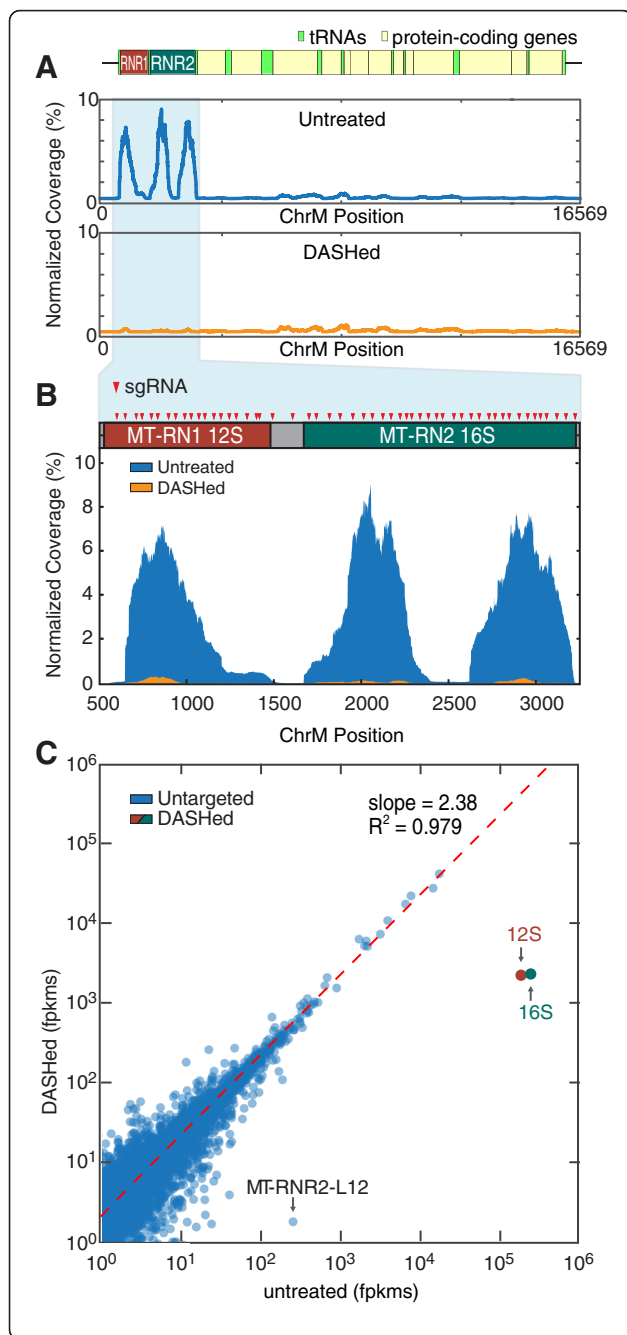 tRNAs protein-coding genes
A
RNR1 RNR2
10
Untreated
0
0 ChrM Position 16569
10
DASHed
0
0 ChrM Position 16569
Normalized Coverage (%)
sgRNA
B
MT-RN1 12S MT-RN2 16S
Untreated
DASHed
10
8
6
4
2
0
Normalized Coverage (%)
500 1000 1500 2000 2500 3000
ChrM Position
C
Untargeted
DASHed
slope = 2.38
R² = 0.979
12S
16S
MT-RNR2-L12
10⁶
10⁵
10⁴
10³
10²
10¹
10⁰
DASHed (fpkms)
10⁰ 10¹ 10² 10³ 10⁴ 10⁵ 10⁶
untreated (fpkms)